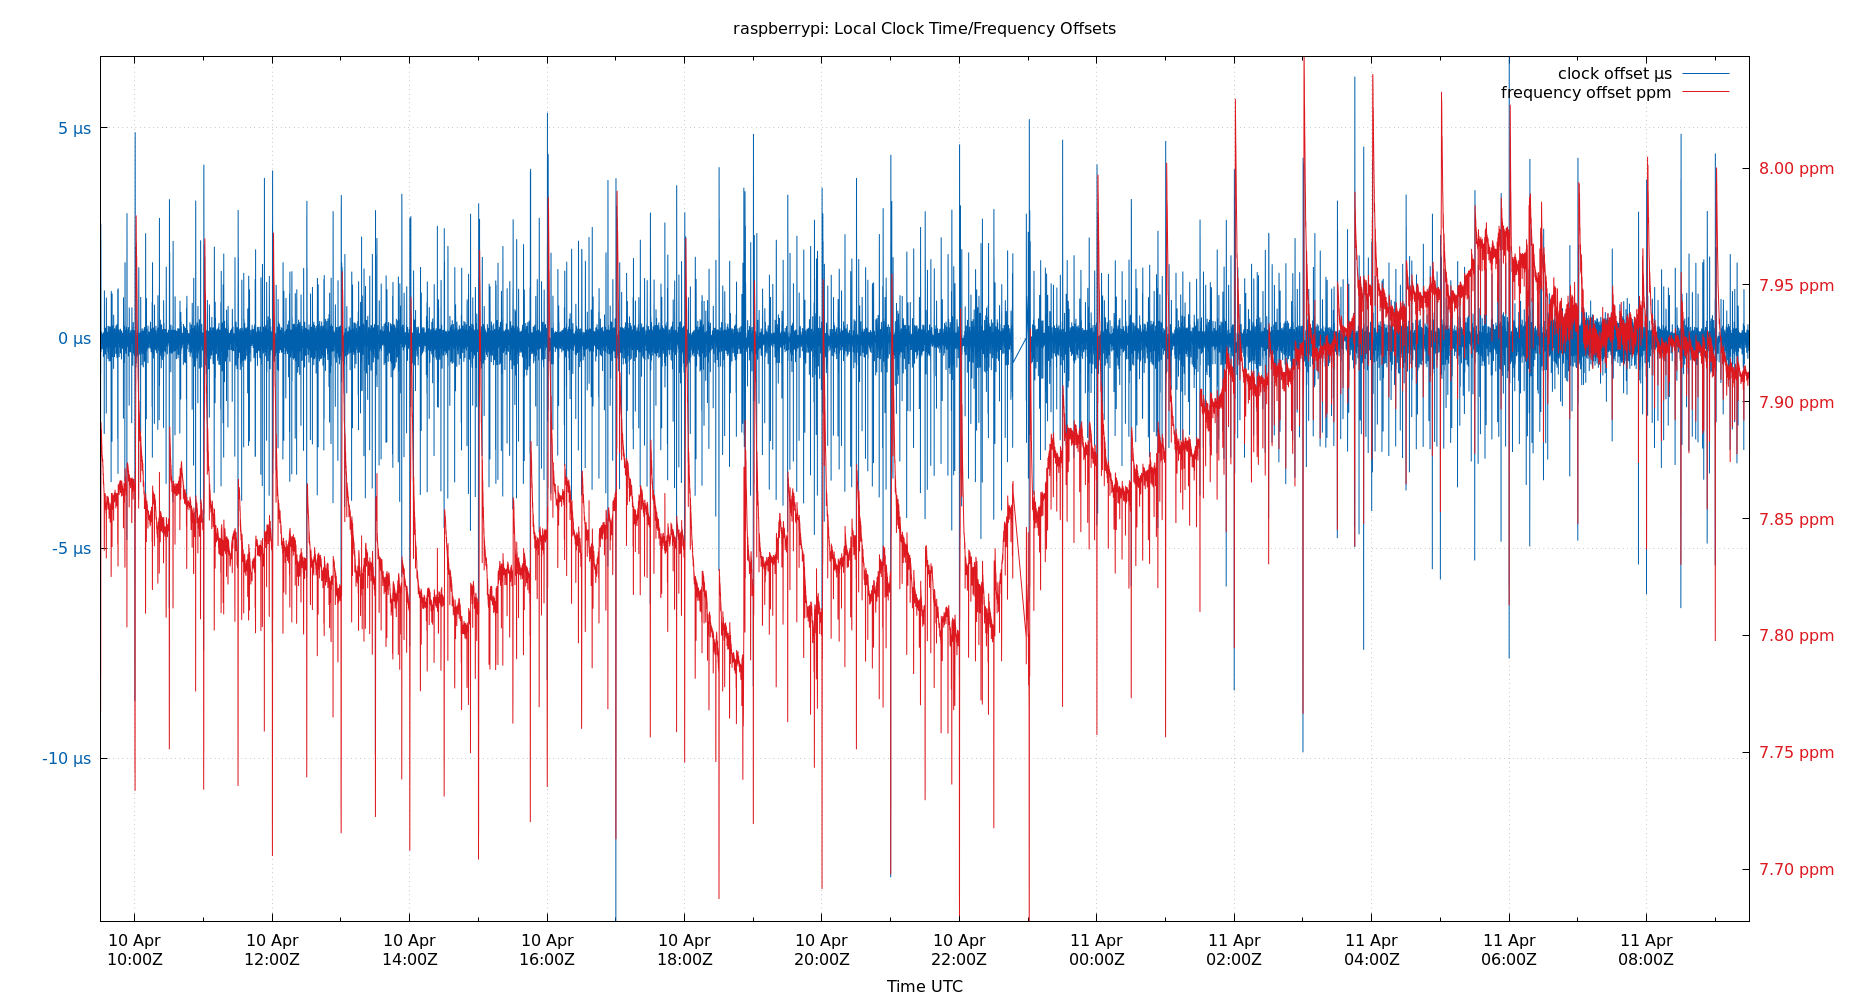 raspberrypi: Local Clock Time/Frequency Offsets
clock offset µs
frequency offset ppm
5 µs
0 µs
-5 µs
-10 µs
8.00 ppm
7.95 ppm
7.90 ppm
7.85 ppm
7.80 ppm
7.75 ppm
7.70 ppm
10 Apr 10:00Z
10 Apr 12:00Z
10 Apr 14:00Z
10 Apr 16:00Z
10 Apr 18:00Z
10 Apr 20:00Z
10 Apr 22:00Z
11 Apr 00:00Z
11 Apr 02:00Z
11 Apr 04:00Z
11 Apr 06:00Z
11 Apr 08:00Z
Time UTC